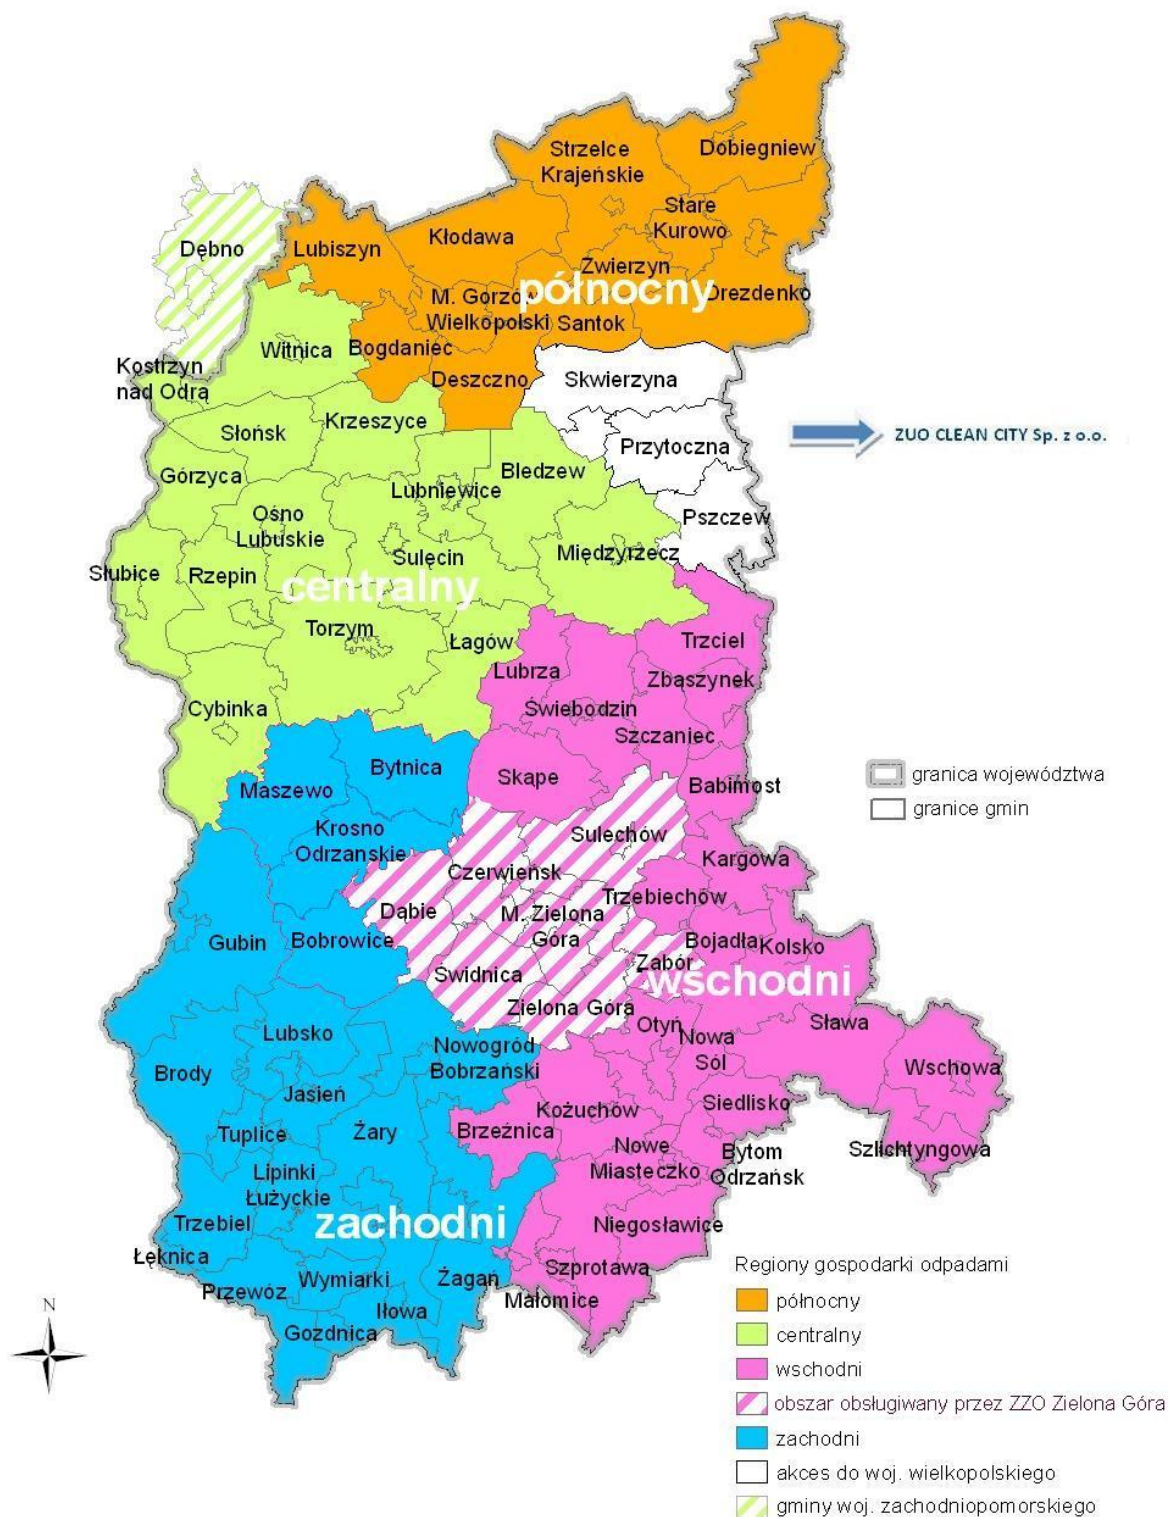 Dobiegniew
Strzelce
Krajeńskie
Stare
Kurowo
Dębno
Lubiszyn
Kłodawa
Zwierzyn
północny
Drezdenko
M. Gorzów
Wielkopolski
Santok
Witnica
Bogdaniec
Kostrzyn
nad Odrą
Deszczno
Skwierzyna
Krzeszyce
Słońsk
Przytoczna
ZUO CLEAN CITY Sp. z o.o.
Górzyca
Bledzew
Lubniewice
Ośno
Lubuskie
Pszczew
Sulęcin
Międzyrzecz
Słubice
Rzepin
centralny
Torzym
Łagów
Trzciel
Lubrza
Zbąszynek
Cybinka
Świebodzin
Szczaniec
Bytnica
Skąpe
Babimost
Maszewo
granica województwa
granice gmin
Krosno
Odrzańskie
Sulechów
Kargowa
Czerwieńsk
Trzebiechów
Dąbie
M. Zielona
Góra
Gubin
Bobrowice
Bojadła
Kolsko
Zabór
wschodni
Świdnica
Zielona Góra
Otyń
Nowa
Sól
Sława
Lubsko
Nowogród
Bobrzański
Brody
Wschowa
Jasień
Kożuchów
Siedlisko
Tuplice
Żary
Brzeźnica
Nowe
Miasteczko
Bytom
Odrzańsk
Szlichtyngowa
Lipinki
Łużyckie
Trzebiel
zachodni
Niegosławice
Łęknica
Przewóz
Wymiarki
Żagań
Szprotawa
Małomice
Iłowa
Gozdnica
N
Regiony gospodarki odpadami
północny
centralny
wschodni
obszar obsługiwany przez ZZO Zielona Góra
zachodni
akces do woj. wielkopolskiego
gminy woj. zachodniopomorskiego